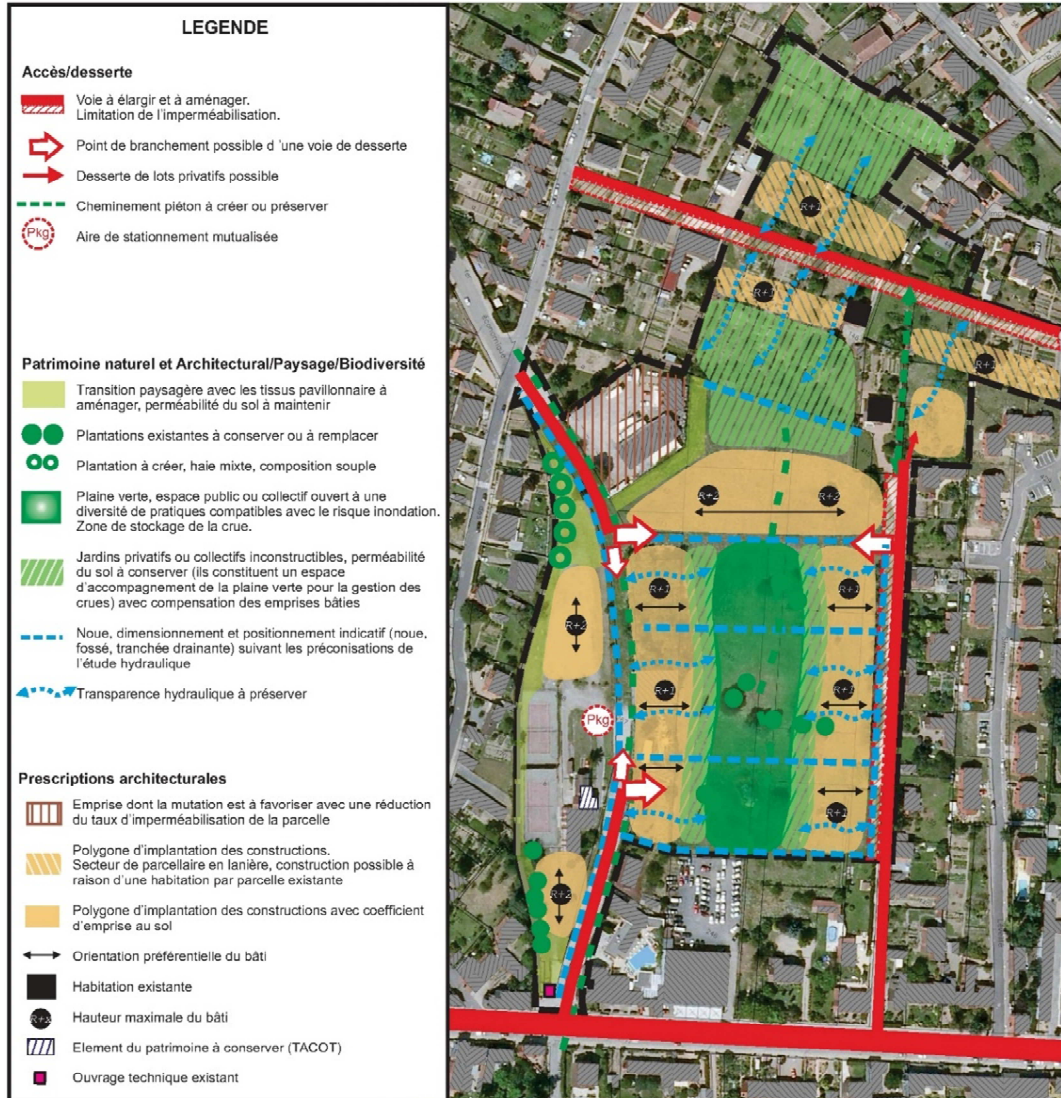 LEGENDE
Accès/desserte
Voie à élargir et à aménager.
Limitation de l'imperméabilisation.
Point de branchement possible d 'une voie de desserte
Desserte de lots privatifs possible
Cheminement piéton à créer ou préserver
Pkg
Aire de stationnement mutualisée
Patrimoine naturel et Architectural/Paysage/Biodiversité
Transition paysagère avec les tissus pavillonnaire à
aménager, perméabilité du sol à maintenir
Plantations existantes à conserver ou à remplacer
Plantation à créer, haie mixte, composition souple
Plaine verte, espace public ou collectif ouvert à une
diversité de pratiques compatibles avec le risque inondation.
Zone de stockage de la crue.
Jardins privatifs ou collectifs inconstructibles, perméabilité
du sol à conserver (ils constituent un espace
d'accompagnement de la plaine verte pour la gestion des
crues) avec compensation des emprises bâties
Noue, dimensionnement et positionnement indicatif (noue,
fossé, tranchée drainante) suivant les préconisations de
l'étude hydraulique
Transparence hydraulique à préserver
Prescriptions architecturales
Emprise dont la mutation est à favoriser avec une réduction
du taux d'imperméabilisation de la parcelle
Polygone d'implantation des constructions.
Secteur de parcellaire en lanière, construction possible à
raison d'une habitation par parcelle existante
Polygone d'implantation des constructions avec coefficient
d'emprise au sol
Orientation préférentielle du bâti
Habitation existante
R+x
Hauteur maximale du bâti
Element du patrimoine à conserver (TACOT)
Ouvrage technique existant
R+1
R+1
R+1
R+2
R+2
R+1
R+1
R+2
R+1
R+1
Pkg
R+1
R+2